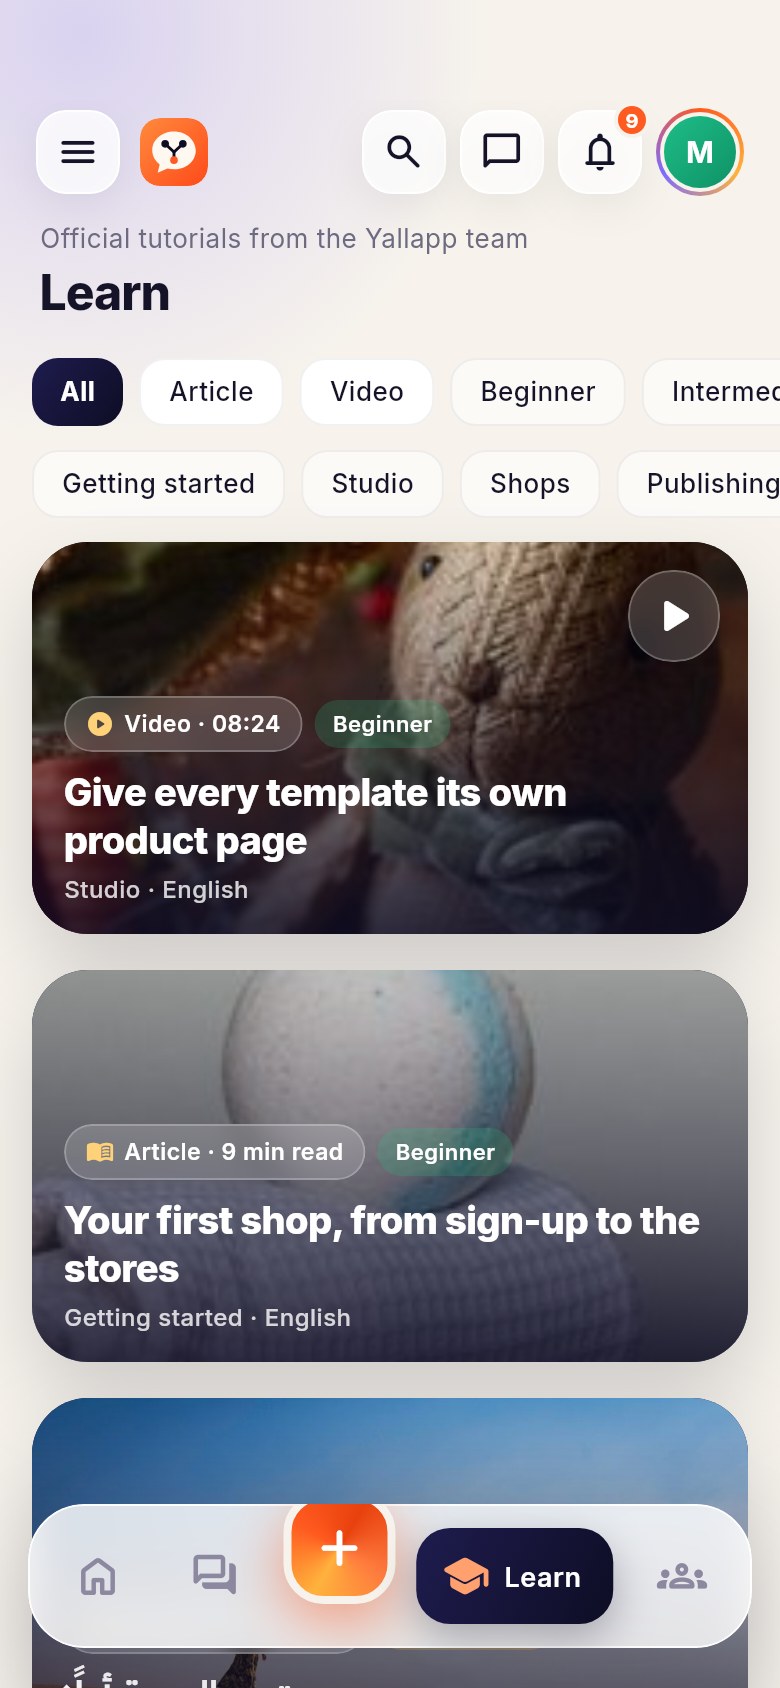 9
M
Official tutorials from the Yallapp team
Learn
All
Article
Video
Beginner
Intermed
Getting started
Studio
Shops
Publishing
Video · 08:24
Beginner
Give every template its own
product page
Studio · English
Article · 9 min read
Beginner
Your first shop, from sign-up to the
stores
Getting started · English
Learn